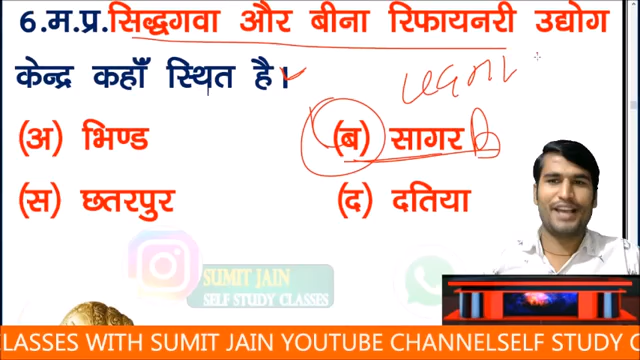 6.म.प्र.सिद्धगवा और बीना रिफायनरी उद्योग
केन्द्र कहाँ स्थित है।
(अ) भिण्ड (ब) सागर B
(स) छतरपुर (द) दतिया
SUMIT JAIN
SELF STUDY CLASSES
LASSES WITH SUMIT JAIN YOUTUBE CHANNELSELF STUDY C